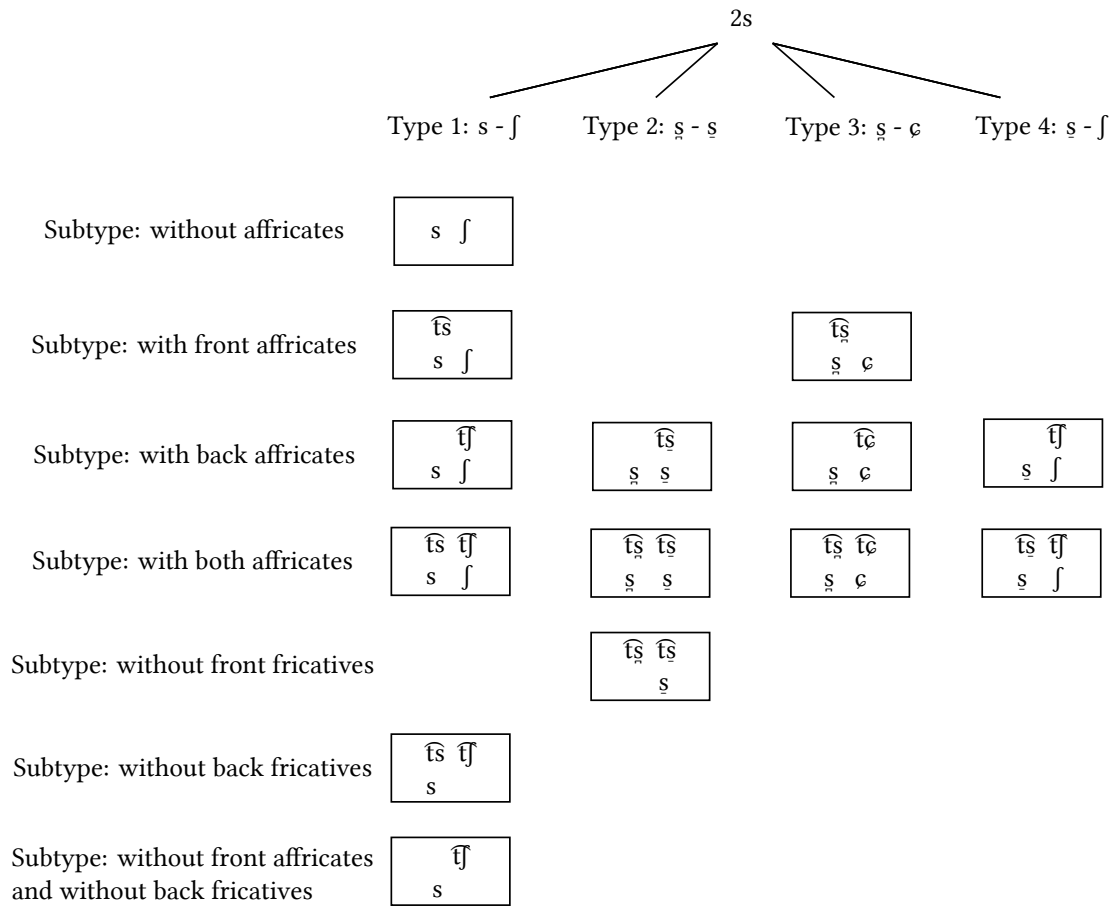 2s
Type 1: s - ʃ
Type 2: s̪ - s̠
Type 3: s̪ - ɕ
Type 4: s̠ - ʃ
Subtype: without affricates
s ʃ
Subtype: with front affricates
t͡s
s ʃ
t͡s̪
s̪ ɕ
Subtype: with back affricates
t͡ʃ
s ʃ
t͡s̠
s̪ s̠
t͡ɕ
s̪ ɕ
t͡ʃ
s̠ ʃ
Subtype: with both affricates
t͡s t͡ʃ
s ʃ
t͡s̪ t͡s̠
s̪ s̠
t͡s̪ t͡ɕ
s̪ ɕ
t͡s̠ t͡ʃ
s̠ ʃ
Subtype: without front fricatives
t͡s̪ t͡s̠
s̠
Subtype: without back fricatives
t͡s t͡ʃ
s
Subtype: without front affricates
and without back fricatives
t͡ʃ
s